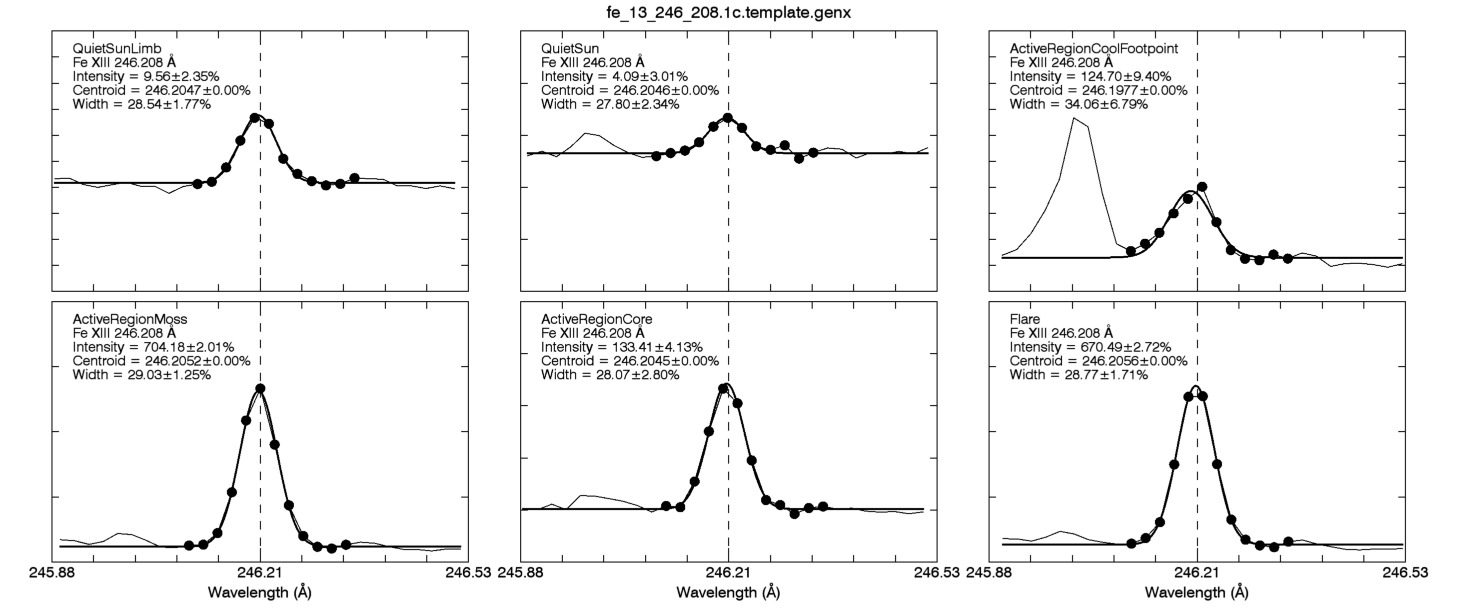 fe_13_246_208.1c.template.genx
QuietSunLimb
Fe XIII 246.208 Å
Intensity = 9.56±2.35%
Centroid = 246.2047±0.00%
Width = 28.54±1.77%
QuietSun
Fe XIII 246.208 Å
Intensity = 4.09±3.01%
Centroid = 246.2046±0.00%
Width = 27.80±2.34%
ActiveRegionCoolFootpoint
Fe XIII 246.208 Å
Intensity = 124.70±9.40%
Centroid = 246.1977±0.00%
Width = 34.06±6.79%
ActiveRegionMoss
Fe XIII 246.208 Å
Intensity = 704.18±2.01%
Centroid = 246.2052±0.00%
Width = 29.03±1.25%
ActiveRegionCore
Fe XIII 246.208 Å
Intensity = 133.41±4.13%
Centroid = 246.2045±0.00%
Width = 28.07±2.80%
Flare
Fe XIII 246.208 Å
Intensity = 670.49±2.72%
Centroid = 246.2056±0.00%
Width = 28.77±1.71%
245.88 246.21 246.53 245.88 246.21 246.53 245.88 246.21 246.53
Wavelength (Å) Wavelength (Å) Wavelength (Å)